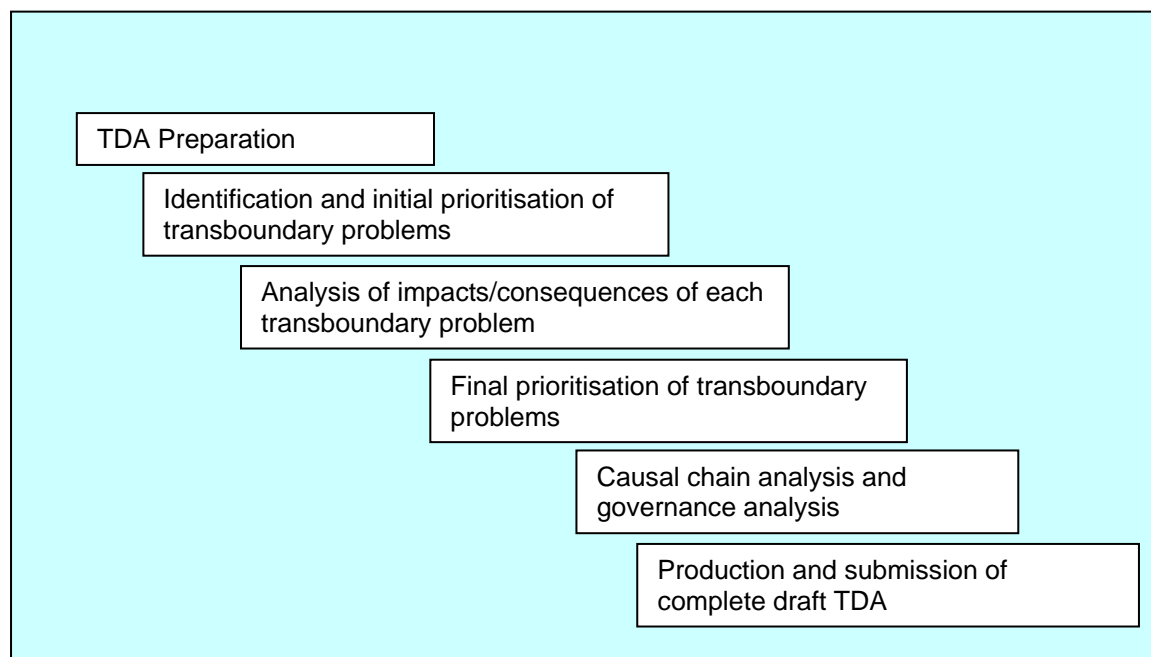 TDA Preparation
Identification and initial prioritisation of
transboundary problems
Analysis of impacts/consequences of each
transboundary problem
Final prioritisation of transboundary
problems
Causal chain analysis and
governance analysis
Production and submission of
complete draft TDA